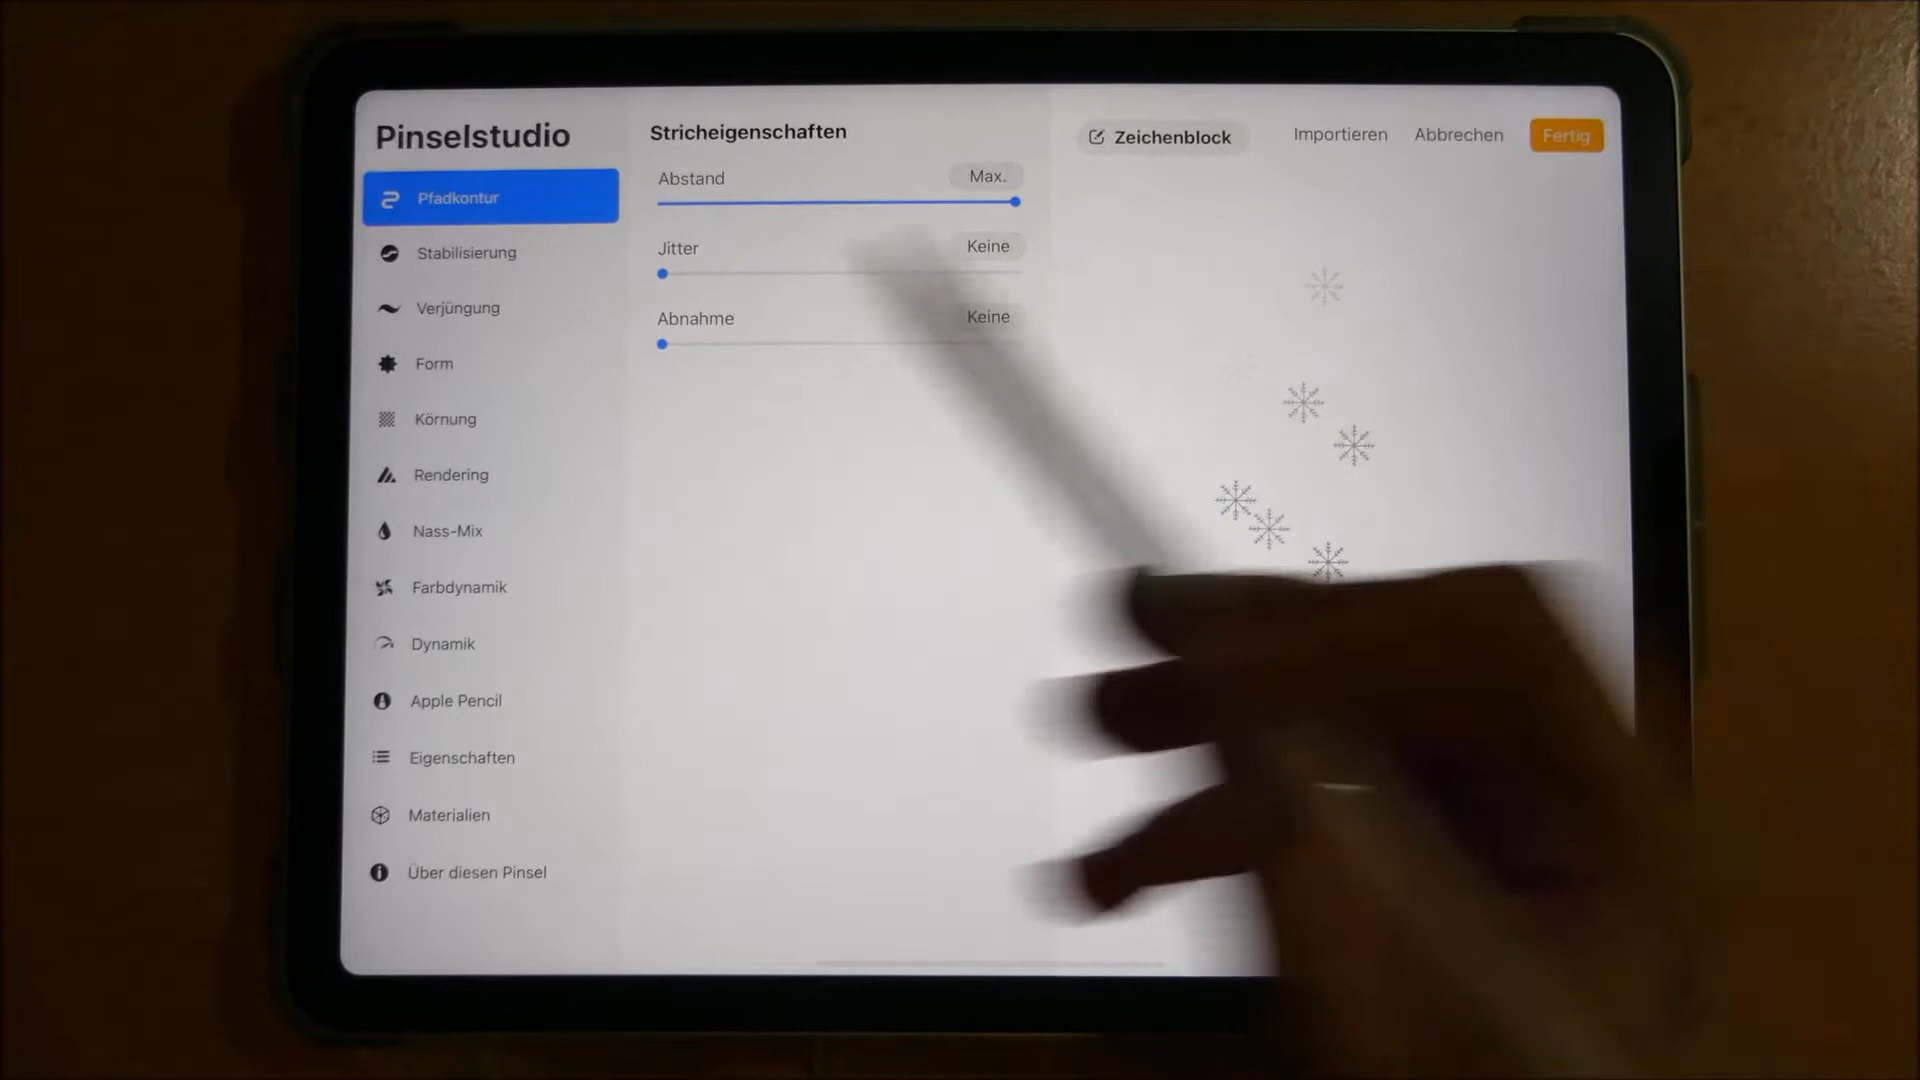 Pinselstudio
Pfadkontur
Stabilisierung
Verjüngung
Form
Körnung
Rendering
Nass-Mix
Farbdynamik
Dynamik
Apple Pencil
Eigenschaften
Materialien
Über diesen Pinsel
Stricheigenschaften
Abstand Max.
Jitter Keine
Abnahme Keine
Zeichenblock
Importieren
Abbrechen
Fertig